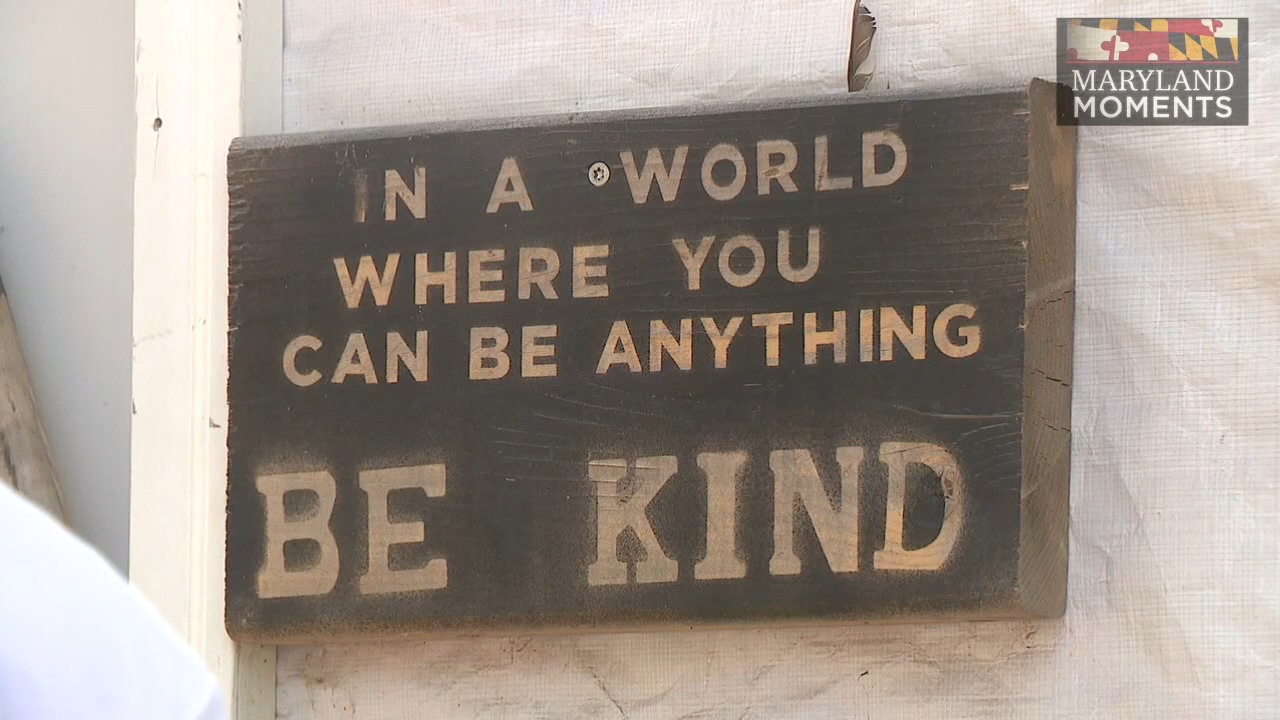 MARYLAND
MOMENTS
IN A WORLD
WHERE YOU
CAN BE ANYTHING
BE KIND